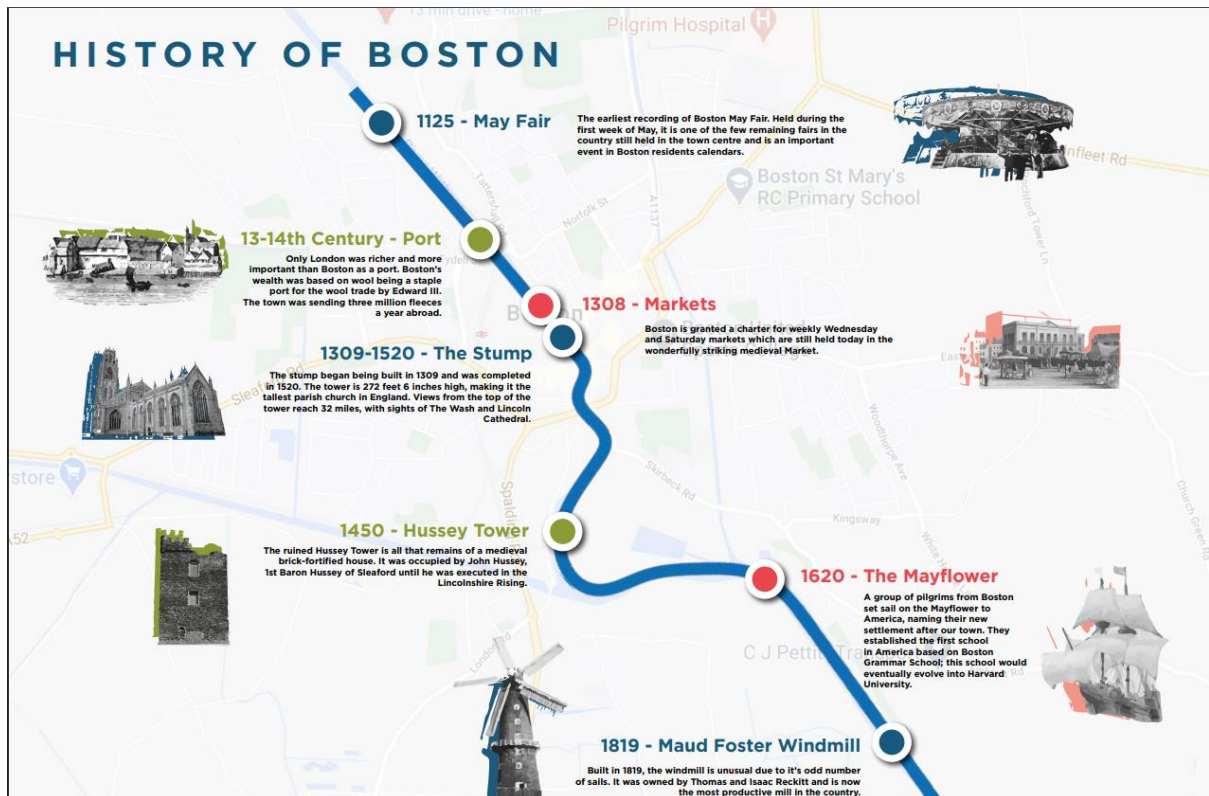 13 min drive - home
Pilgrim Hospital
HISTORY OF BOSTON
1125 - May Fair
The earliest recording of Boston May Fair. Held during the
first week of May, it is one of the few remaining fairs in the
country still held in the town centre and is an important
event in Boston residents calendars.
Boston St Mary's
RC Primary School
Norfolk St
A1137
13-14th Century - Port
Only London was richer and more
important than Boston as a port. Boston's
wealth was based on wool being a staple
port for the wool trade by Edward III.
The town was sending three million fleeces
a year abroad.
1308 - Markets
Boston is granted a charter for weekly Wednesday
and Saturday markets which are still held today in the
wonderfully striking medieval Market.
1309-1520 - The Stump
The stump began being built in 1309 and was completed
in 1520. The tower is 272 feet 6 inches high, making it the
tallest parish church in England. Views from the top of the
tower reach 32 miles, with sights of The Wash and Lincoln
Cathedral.
Woodthorpe Ave
Skirbeck Rd
Kingsway
Church Green Rd
store
A52
1450 - Hussey Tower
The ruined Hussey Tower is all that remains of a medieval
brick-fortified house. It was occupied by John Hussey,
1st Baron Hussey of Sleaford until he was executed in the
Lincolnshire Rising.
1620 - The Mayflower
A group of pilgrims from Boston
set sail on the Mayflower to
America, naming their new
settlement after our town. They
established the first school
in America based on Boston
Grammar School; this school would
eventually evolve into Harvard
University.
C J Pettit
London Rd
1819 - Maud Foster Windmill
Built in 1819, the windmill is unusual due to it's odd number
of sails. It was owned by Thomas and Isaac Reckitt and is now
the most productive mill in the country.